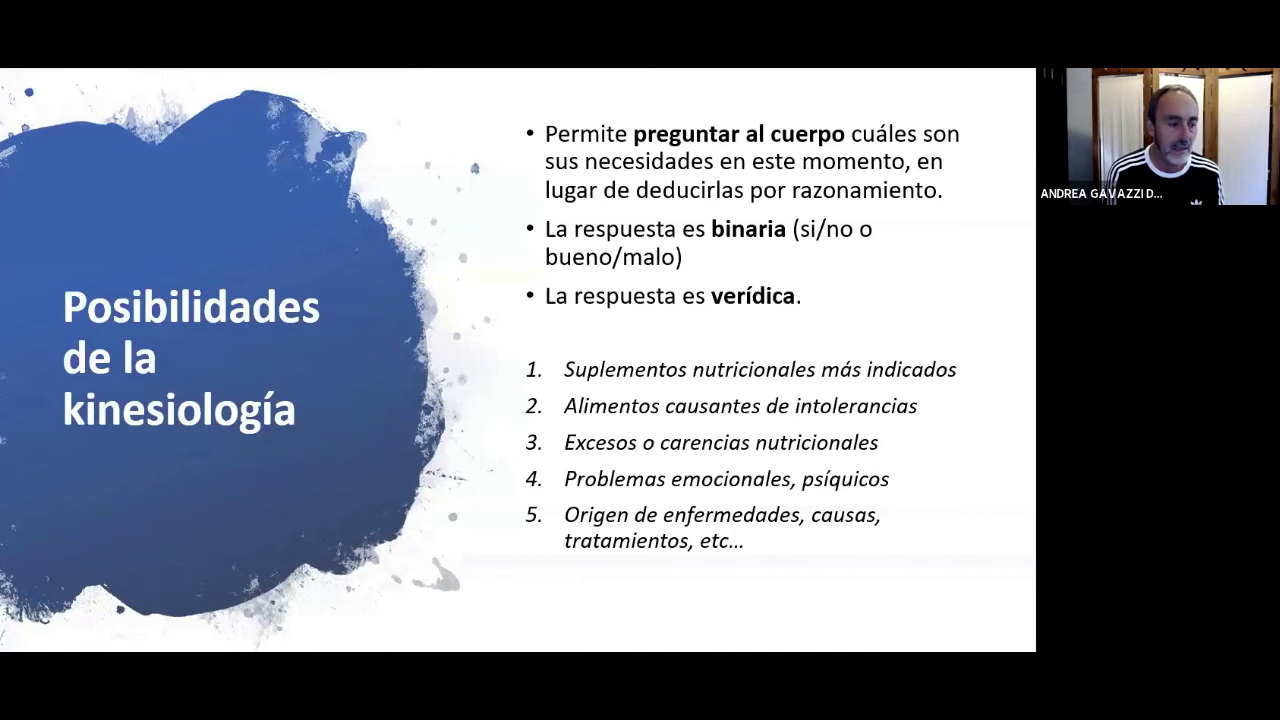 Posibilidades
de la
kinesiología
• Permite preguntar al cuerpo cuáles son
sus necesidades en este momento, en
lugar de deducirlas por razonamiento.
• La respuesta es binaria (si/no o
bueno/malo)
• La respuesta es verídica.
1. Suplementos nutricionales más indicados
2. Alimentos causantes de intolerancias
3. Excesos o carencias nutricionales
4. Problemas emocionales, psíquicos
5. Origen de enfermedades, causas,
tratamientos, etc...
ANDREA GAVAZZI D...